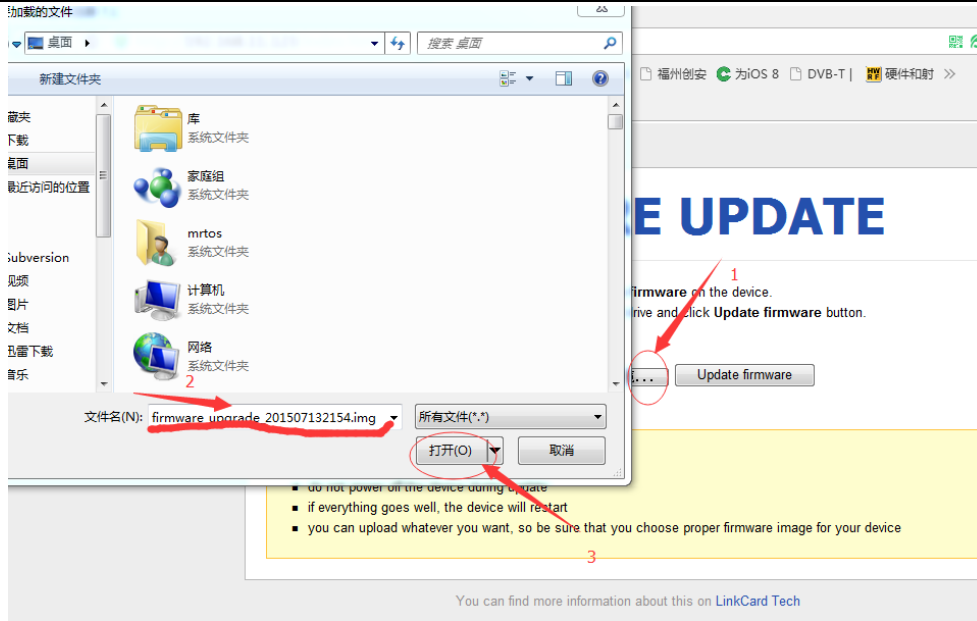 加载的文件
桌面
搜索 桌面
新建文件夹
福州创安
为iOS 8
DVB-T |
硬件和射
藏夹
下载
桌面
最近访问的位置
Subversion
视频
图片
文档
迅雷下载
音乐
库
系统文件夹
家庭组
系统文件夹
mrtos
系统文件夹
计算机
系统文件夹
网络
系统文件夹
2
文件名(N):
firmware_upgrade_201507132154.img
所有文件(*.*)
打开(O)
取消
E UPDATE
1
firmware on the device.
rive and click Update firmware button.
...
Update firmware
do not power off the device during update
if everything goes well, the device will restart
you can upload whatever you want, so be sure that you choose proper firmware image for your device
3
You can find more information about this on LinkCard Tech